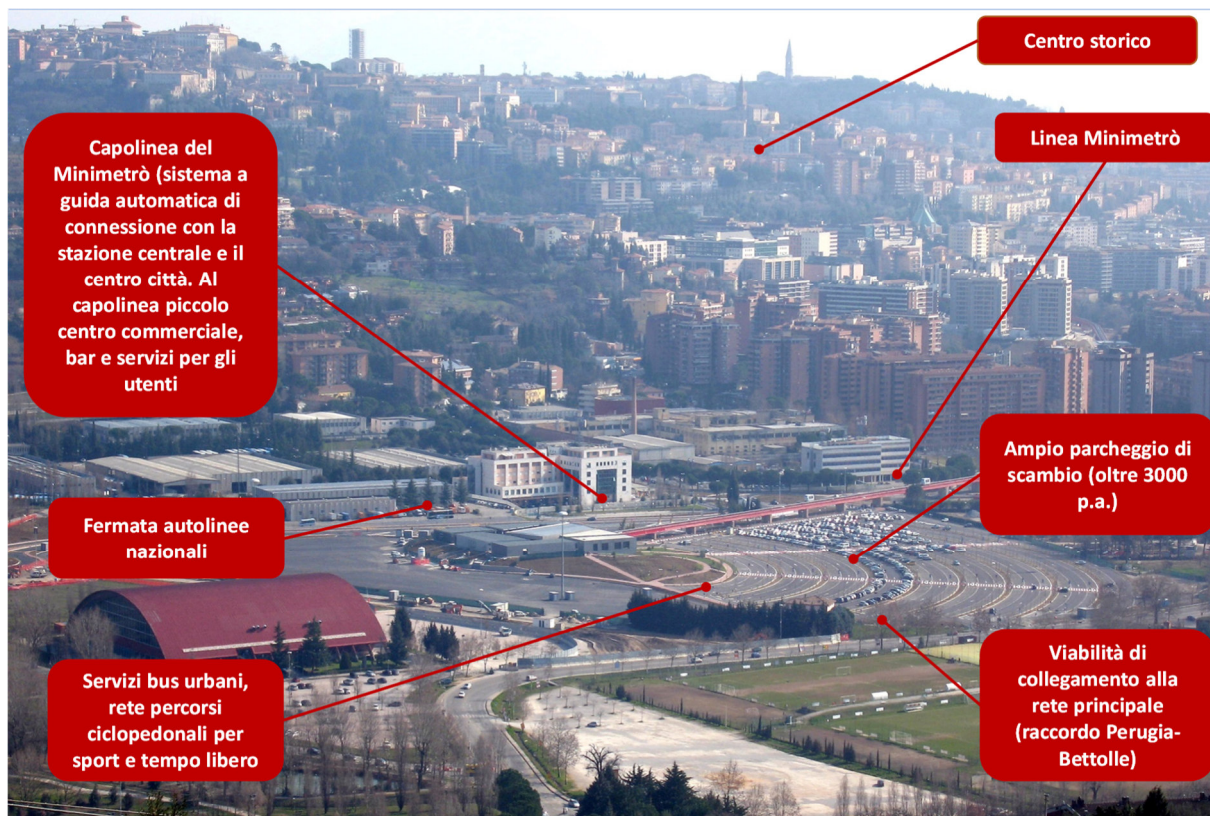 Centro storico
Linea Minimetrò
Capolinea del
Minimetrò (sistema a
guida automatica di
connessione con la
stazione centrale e il
centro città. Al
capolinea piccolo
centro commerciale,
bar e servizi per gli
utenti
Ampio parcheggio di
scambio (oltre 3000
p.a.)
Fermata autolinee
nazionali
Servizi bus urbani,
rete percorsi
ciclopedonali per
sport e tempo libero
Viabilità di
collegamento alla
rete principale
(raccordo Perugia-
Bettolle)